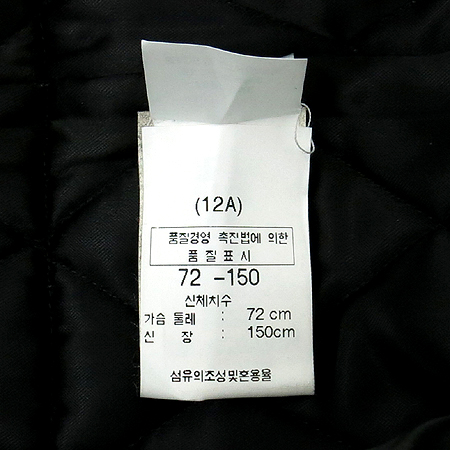 (12A)
품질경영 촉진법에 의한
품 질 표 시
72 -150
신체치수
가슴 둘레 : 72 cm
신 장 : 150cm
섬유의조성및혼용율